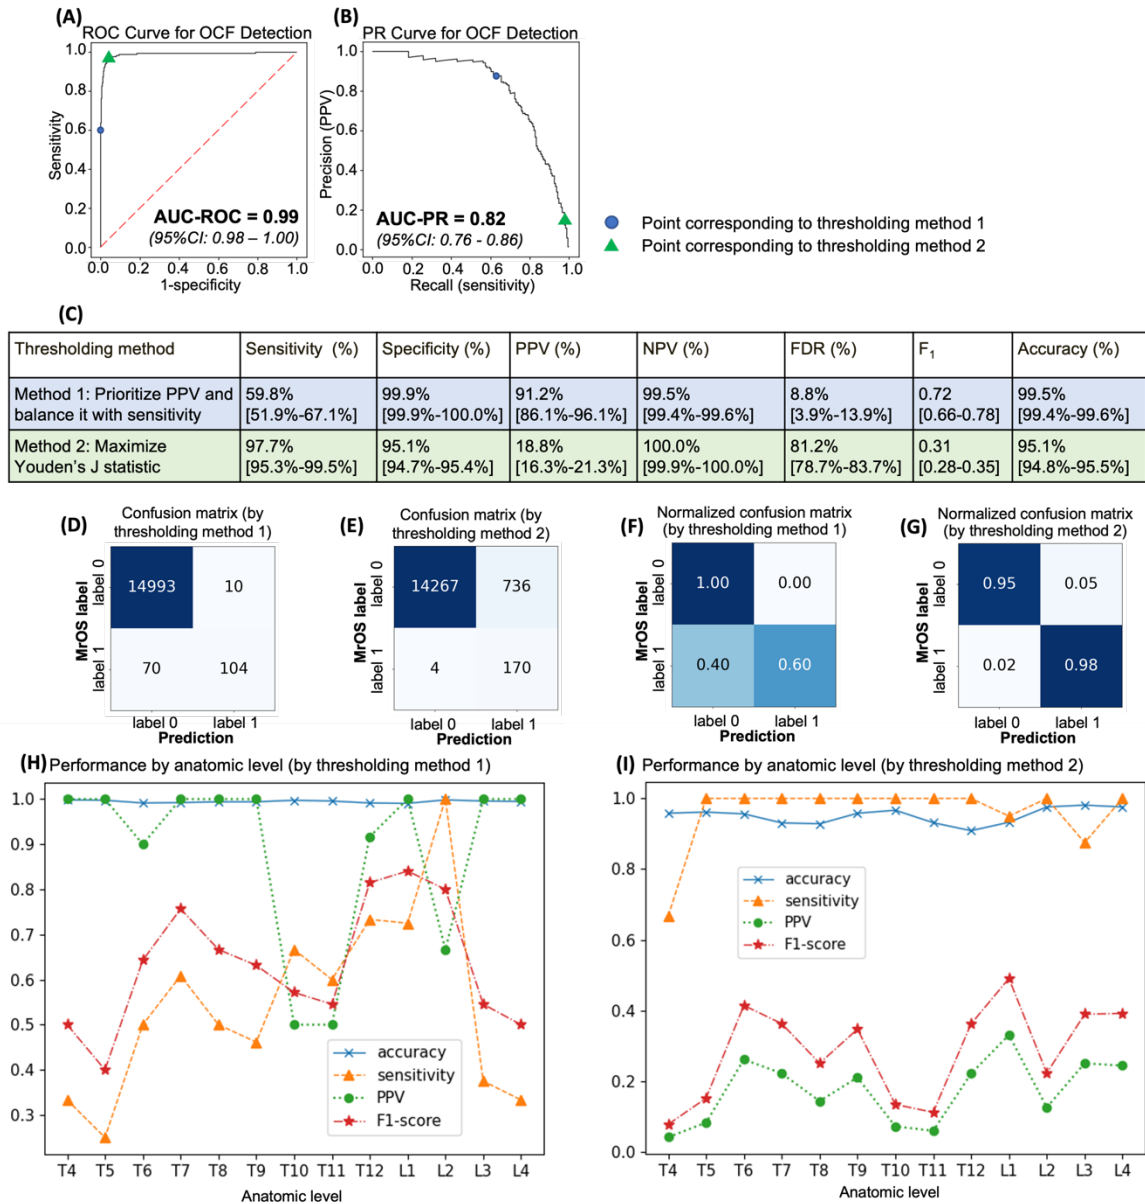 (A)
ROC Curve for OCF Detection
1.0
0.8
0.6
0.4
0.2
0.0
Sensitivity
AUC-ROC = 0.99
(95%CI: 0.98 – 1.00)
0.0 0.2 0.4 0.6 0.8 1.0
1-specificity
(B)
PR Curve for OCF Detection
1.0
0.8
0.6
0.4
0.2
0.0
Precision (PPV)
AUC-PR = 0.82
(95%CI: 0.76 - 0.86)
0.0 0.2 0.4 0.6 0.8 1.0
Recall (sensitivity)
Point corresponding to thresholding method 1
Point corresponding to thresholding method 2
(C)
Thresholding method Sensitivity (%) Specificity (%) PPV (%) NPV (%) FDR (%) F1 Accuracy (%)
Method 1: Prioritize PPV and 59.8% 99.9% 91.2% 99.5% 8.8% 0.72 99.5%
balance it with sensitivity [51.9%-67.1%] [99.9%-100.0%] [86.1%-96.1%] [99.4%-99.6%] [3.9%-13.9%] [0.66-0.78] [99.4%-99.6%]
Method 2: Maximize 97.7% 95.1% 18.8% 100.0% 81.2% 0.31 95.1%
Youden's J statistic [95.3%-99.5%] [94.7%-95.4%] [16.3%-21.3%] [99.9%-100.0%] [78.7%-83.7%] [0.28-0.35] [94.8%-95.5%]
(D)
Confusion matrix (by
thresholding method 1)
MrOS label
label 0
label 1
14993 10
70 104
label 0 label 1
Prediction
(E)
Confusion matrix (by
thresholding method 2)
MrOS label
label 0
label 1
14267 736
4 170
label 0 label 1
Prediction
(F)
Normalized confusion matrix
(by thresholding method 1)
MrOS label
label 0
label 1
1.00 0.00
0.40 0.60
label 0 label 1
Prediction
(G)
Normalized confusion matrix
(by thresholding method 2)
MrOS label
label 0
label 1
0.95 0.05
0.02 0.98
label 0 label 1
Prediction
(H)
Performance by anatomic level (by thresholding method 1)
1.0
0.9
0.8
0.7
0.6
0.5
0.4
0.3
accuracy
sensitivity
PPV
F1-score
T4 T5 T6 T7 T8 T9 T10 T11 T12 L1 L2 L3 L4
Anatomic level
(I)
Performance by anatomic level (by thresholding method 2)
1.0
0.8
0.6
0.4
0.2
0.0
accuracy
sensitivity
PPV
F1-score
T4 T5 T6 T7 T8 T9 T10 T11 T12 L1 L2 L3 L4
Anatomic level